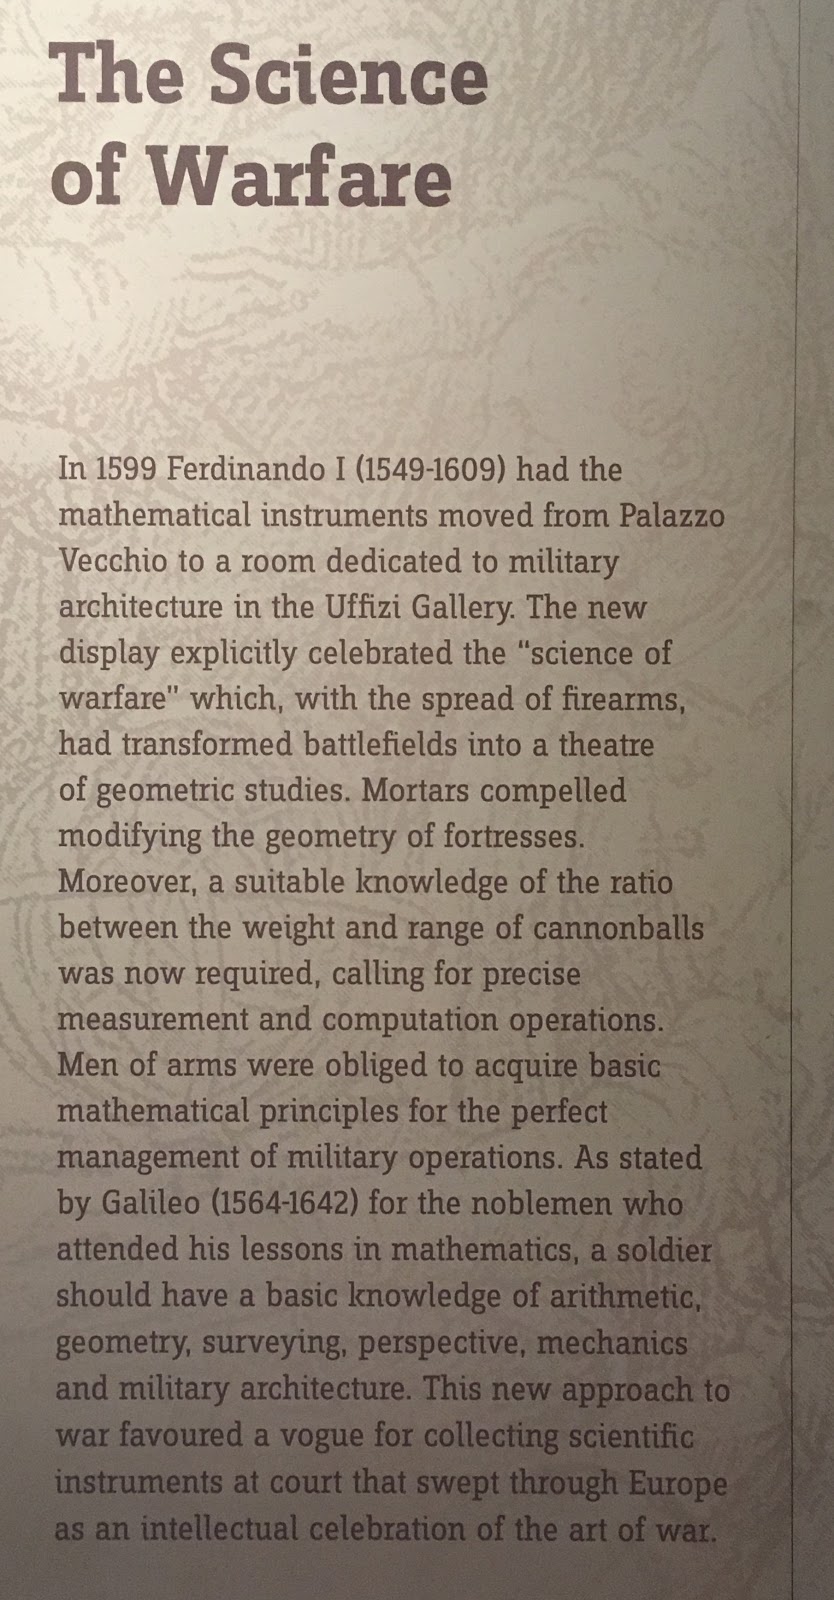 The Science
of Warfare
In 1599 Ferdinando I (1549-1609) had the
mathematical instruments moved from Palazzo
Vecchio to a room dedicated to military
architecture in the Uffizi Gallery. The new
display explicitly celebrated the "science of
warfare" which, with the spread of firearms,
had transformed battlefields into a theatre
of geometric studies. Mortars compelled
modifying the geometry of fortresses.
Moreover, a suitable knowledge of the ratio
between the weight and range of cannonballs
was now required, calling for precise
measurement and computation operations.
Men of arms were obliged to acquire basic
mathematical principles for the perfect
management of military operations. As stated
by Galileo (1564-1642) for the noblemen who
attended his lessons in mathematics, a soldier
should have a basic knowledge of arithmetic,
geometry, surveying, perspective, mechanics
and military architecture. This new approach to
war favoured a vogue for collecting scientific
instruments at court that swept through Europe
as an intellectual celebration of the art of war.